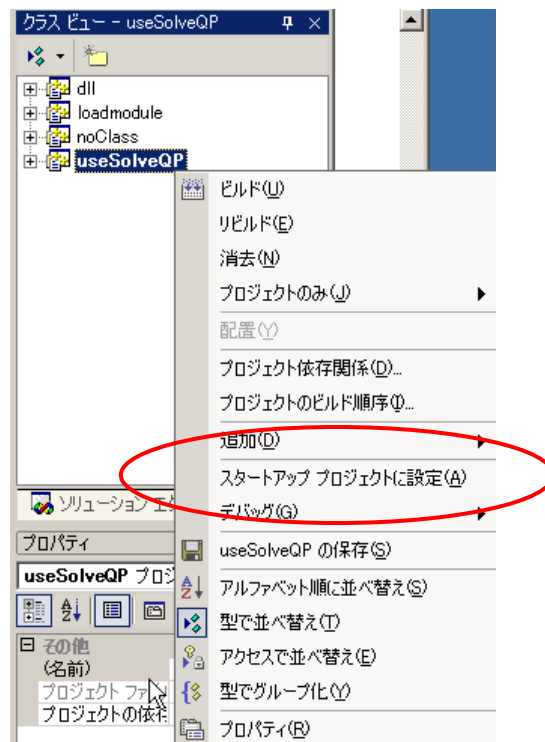 クラス ビュー - useSolveQP
dll
loadmodule
noClass
useSolveQP
ビルド(U)
リビルド(E)
消去(N)
プロジェクトのみ(J)
配置(Y)
プロジェクト依存関係(D)...
プロジェクトのビルド順序(I)...
追加(D)
スタートアップ プロジェクトに設定(A)
ソリューション エク
デバッグ(G)
プロパティ
useSolveQP の保存(S)
useSolveQP プロジ
アルファベット順に並べ替え(S)
型で並べ替え(T)
その他
(名前)
アクセスで並べ替え(E)
プロジェクト ファ
型でグループ化(Y)
プロジェクトの依存
プロパティ(R)